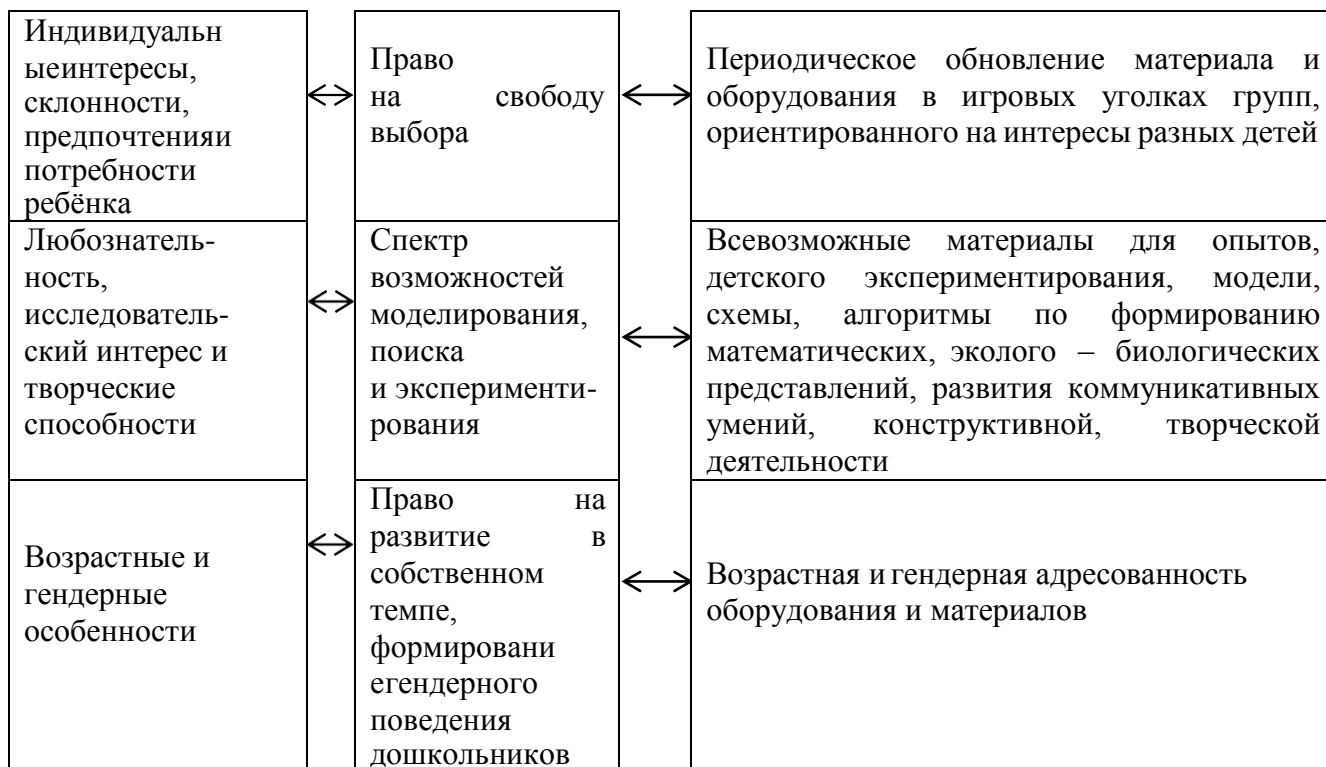 Индивидуальн
ыеинтересы,
склонности,
предпочтенияи
потребности
ребёнка
Право
на свободу
выбора
Периодическое обновление материала и
оборудования в игровых уголках групп,
ориентированного на интересы разных детей
Любознатель-
ность,
исследователь-
ский интерес и
творческие
способности
Спектр
возможностей
моделирования,
поиска
и эксперименти-
рования
Всевозможные материалы для опытов,
детского экспериментирования, модели,
схемы, алгоритмы по формированию
математических, эколого – биологических
представлений, развития коммуникативных
умений, конструктивной, творческой
деятельности
Возрастные и
гендерные
особенности
Право на
развитие в
собственном
темпе,
формировани
егендерного
поведения
дошкольников
Возрастная и гендерная адресованность
оборудования и материалов